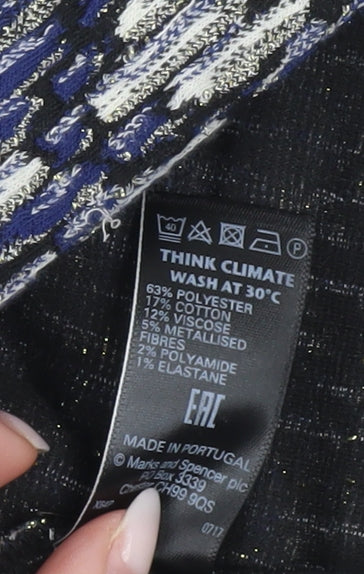 40 P
THINK CLIMATE
WASH AT 30°C
63% POLYESTER
17% COTTON
12% VISCOSE
5% METALLISED
FIBRES
2% POLYAMIDE
1% ELASTANE
EAC
MADE IN PORTUGAL
© Marks and Spencer plc
PO Box 3339
CH99 9QS
0717